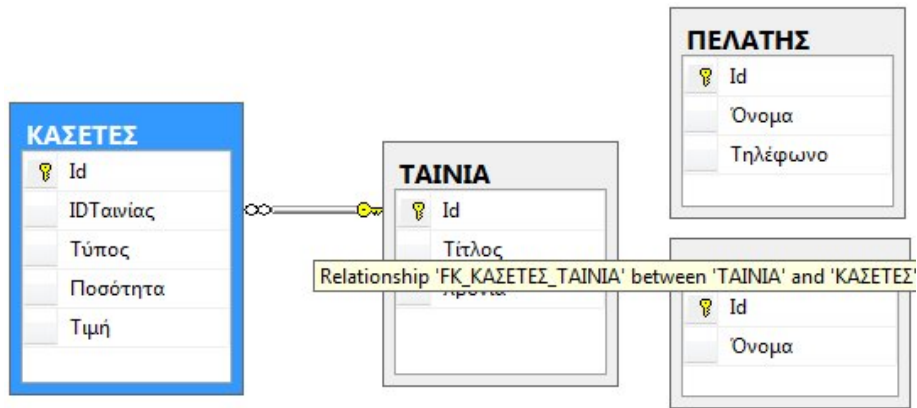 ΚΑΣΕΤΕΣ
Id
IDΤαινίας
Τύπος
Ποσότητα
Τιμή
ΤΑΙΝΙΑ
Id
Τίτλος
Relationship 'FK_ΚΑΣΕΤΕΣ_ΤΑΙΝΙΑ' between 'ΤΑΙΝΙΑ' and 'ΚΑΣΕΤΕΣ'
ΠΕΛΑΤΗΣ
Id
Όνομα
Τηλέφωνο
Id
Όνομα